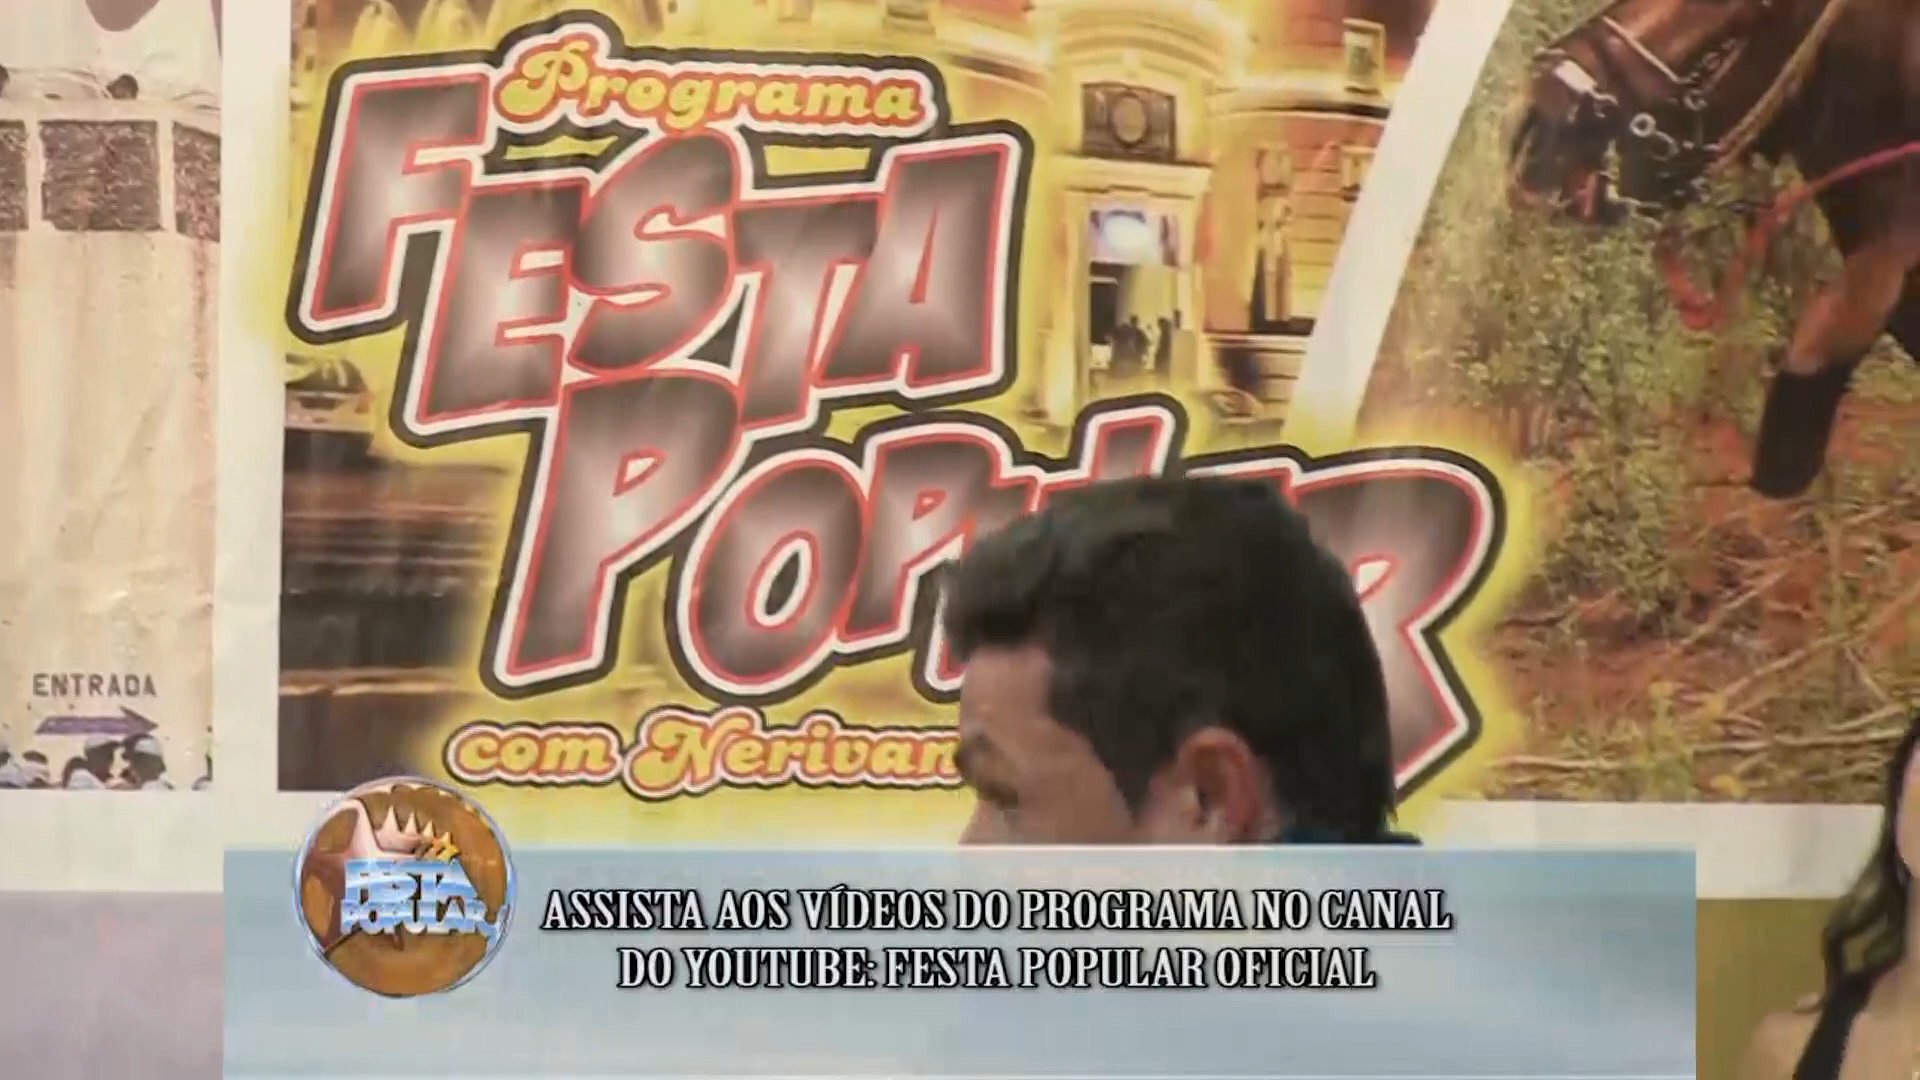 Programa
FESTA
POPULAR
com Nerivan
ENTRADA
FESTA
POPULAR
ASSISTA AOS VÍDEOS DO PROGRAMA NO CANAL
DO YOUTUBE: FESTA POPULAR OFICIAL